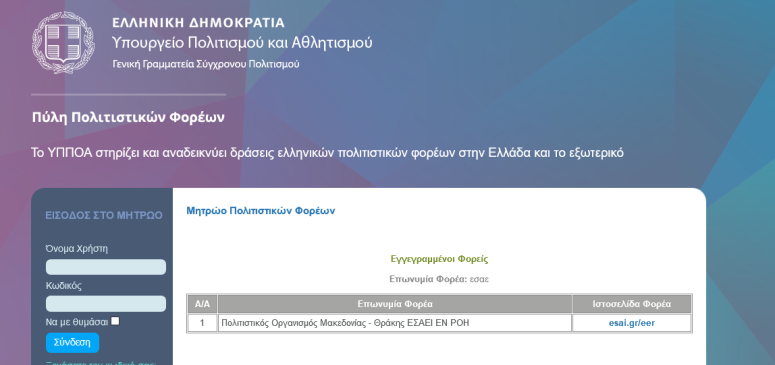 ΕΛΛΗΝΙΚΗ ΔΗΜΟΚΡΑΤΙΑ
Υπουργείο Πολιτισμού και Αθλητισμού
Γενική Γραμματεία Σύγχρονου Πολιτισμού
Πύλη Πολιτιστικών Φορέων
Το ΥΠΠΟΑ στηρίζει και αναδεικνύει δράσεις ελληνικών πολιτιστικών φορέων στην Ελλάδα και το εξωτερικό
ΕΙΣΟΔΟΣ ΣΤΟ ΜΗΤΡΩΟ
Όνομα Χρήστη
Κωδικός
Να με θυμάσαι
Σύνδεση
Μητρώο Πολιτιστικών Φορέων
Εγγεγραμμένοι Φορείς
Επωνυμία Φορέα: εσαε
Α/Α Επωνυμία Φορέα Ιστοσελίδα Φορέα
1 Πολιτιστικός Οργανισμός Μακεδονίας - Θράκης ΕΣΑΕΙ ΕΝ ΡΟΗ esai.gr/eer